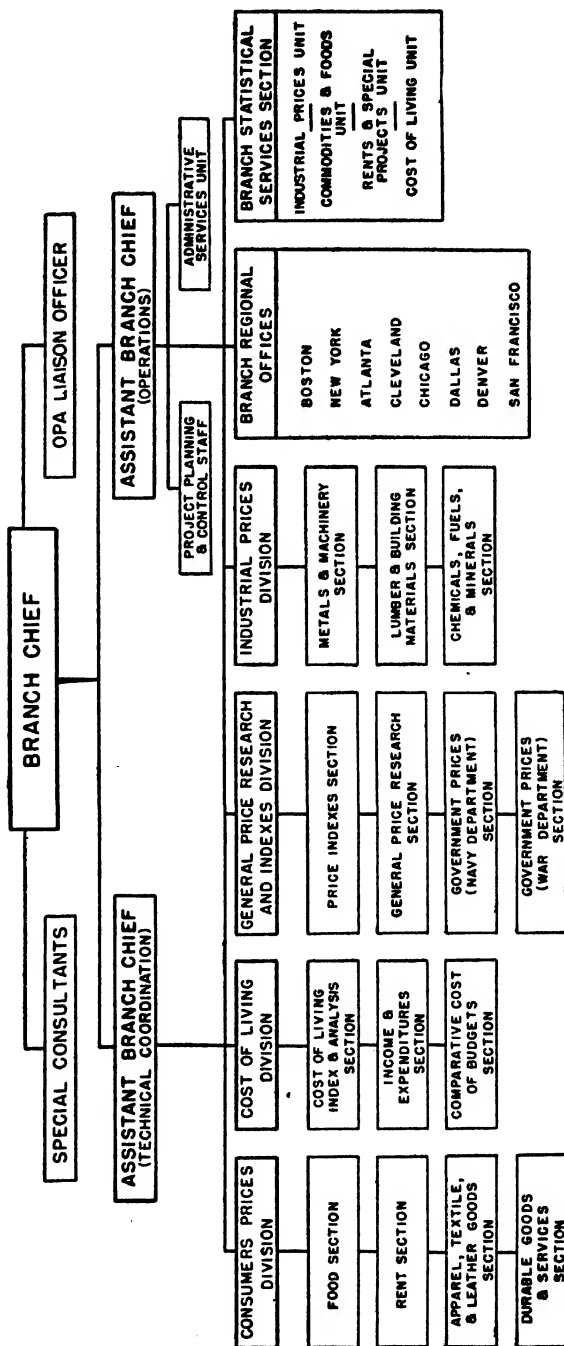 BRANCH CHIEF
SPECIAL CONSULTANTS
OPA LIAISON OFFICER
ASSISTANT BRANCH CHIEF
(TECHNICAL COORDINATION)
ASSISTANT BRANCH CHIEF
(OPERATIONS)
PROJECT PLANNING
& CONTROL STAFF
ADMINISTRATIVE
SERVICES UNIT
CONSUMERS PRICES
DIVISION
FOOD SECTION
RENT SECTION
APPAREL, TEXTILE,
& LEATHER GOODS
SECTION
DURABLE GOODS
& SERVICES
SECTION
COST OF LIVING
DIVISION
COST OF LIVING
INDEX & ANALYSIS
SECTION
INCOME &
EXPENDITURES
SECTION
COMPARATIVE COST
OF BUDGETS
SECTION
GENERAL PRICE RESEARCH
AND INDEXES DIVISION
PRICE INDEXES SECTION
GENERAL PRICE RESEARCH
SECTION
GOVERNMENT PRICES
(NAVY DEPARTMENT)
SECTION
GOVERNMENT PRICES
(WAR DEPARTMENT)
SECTION
INDUSTRIAL PRICES
DIVISION
METALS & MACHINERY
SECTION
LUMBER & BUILDING
MATERIALS SECTION
CHEMICALS, FUELS,
& MINERALS
SECTION
BRANCH REGIONAL
OFFICES
BOSTON
NEW YORK
ATLANTA
CLEVELAND
CHICAGO
DALLAS
DENVER
SAN FRANCISCO
BRANCH STATISTICAL
SERVICES SECTION
INDUSTRIAL PRICES UNIT
COMMODITIES & FOODS
UNIT
RENTS & SPECIAL
PROJECTS UNIT
COST OF LIVING UNIT